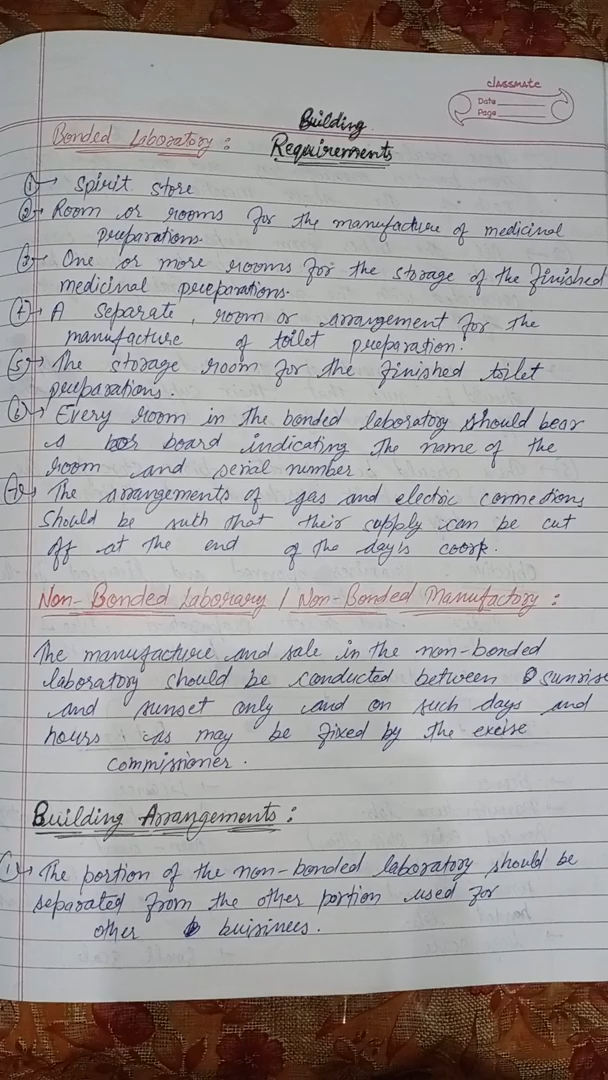 classmate
Date
Page
Building
Bonded Laboratory : Requirements
1→ Spirit store
2→ Room or rooms for the manufacture of medicinal
preparations.
3→ One or more rooms for the storage of the finished
medicinal preparations.
4→ A separate, room or arrangement for the
manufacture of toilet preparation.
5→ The storage room for the finished toilet
preparations.
6→ Every room in the bonded laboratory should bear
a board indicating the name of the
room and serial number.
7→ The arrangements of gas and electric connections
should be suth that their supply can be cut
off at the end of the day's coork.
Non-Bonded Laborary / Non-Bonded Manufactory :
The manufacture and sale in the non-bonded
laboratory should be conducted between sunrise
and sunset only and on such days and
hours as may be fixed by the excise
commissioner.
Building Arrangements :
1→ The portion of the non-bonded laboratory should be
separated from the other portion used for
other buisinees.